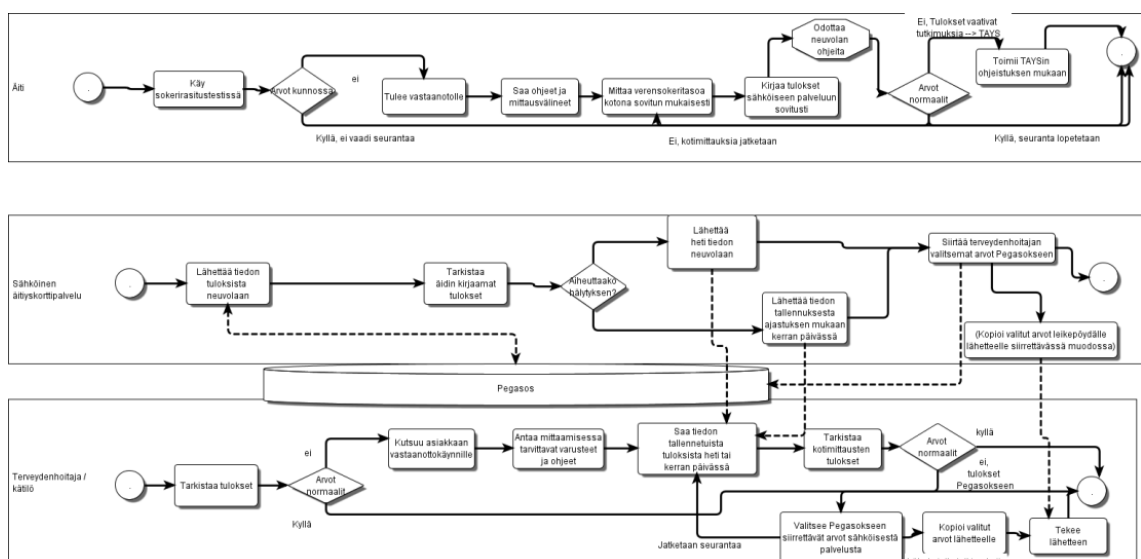 Äiti
.
Käy
sokerirasitustestissä
Arvot kunnossa
ei
Kyllä, ei vaadi seurantaa
Tulee vastaanotolle
Saa ohjeet ja
mittausvälineet
Mittaa verensokeritasoa
kotona sovitun mukaisesti
Kirjaa tulokset
sähköiseen palveluun
sovitusti
Odottaa
neuvolan
ohjeita
Arvot
normaalit
Ei, Tulokset vaativat
tutkimuksia --> TAYS
Toimii TAYSin
ohjeistuksen mukaan
.
Ei, kotimittauksia jatketaan
Kyllä, seuranta lopetetaan
Sähköinen
äitiyskorttipalvelu
.
Lähettää tiedon
tuloksista
neuvolaan
Tarkistaa
äidin kirjaamat
tulokset
Aiheuttaako
hälytyksen?
Lähettää
heti tiedon
neuvolaan
Lähettää tiedon
tallennuksesta
ajastuksen mukaan
kerran päivässä
Siirtää terveydenhoitajan
valitsemat arvot Pegasokseen
.
(Kopioi valitut arvot leikepöydälle
lähetteelle siirrettävässä muodossa)
Pegasos
Terveydenhoitaja /
kätilö
.
Tarkistaa tulokset
Arvot
normaalit
ei
Kyllä
Kutsuu asiakkaan
vastaanottokäynnille
Antaa mittaamisessa
tarvittavat varusteet
ja ohjeet
Saa tiedon
tallennetuista
tuloksista heti tai
kerran päivässä
Tarkistaa
kotimittausten
tulokset
Arvot
normaalit
kyllä
ei,
tulokset
Pegasokseen
.
Jatketaan seurantaa
Valitsee Pegasokseen
siirrettävät arvot sähköisestä
palvelusta
Kopioi valitut
arvot lähetteelle
Tekee
lähetteen